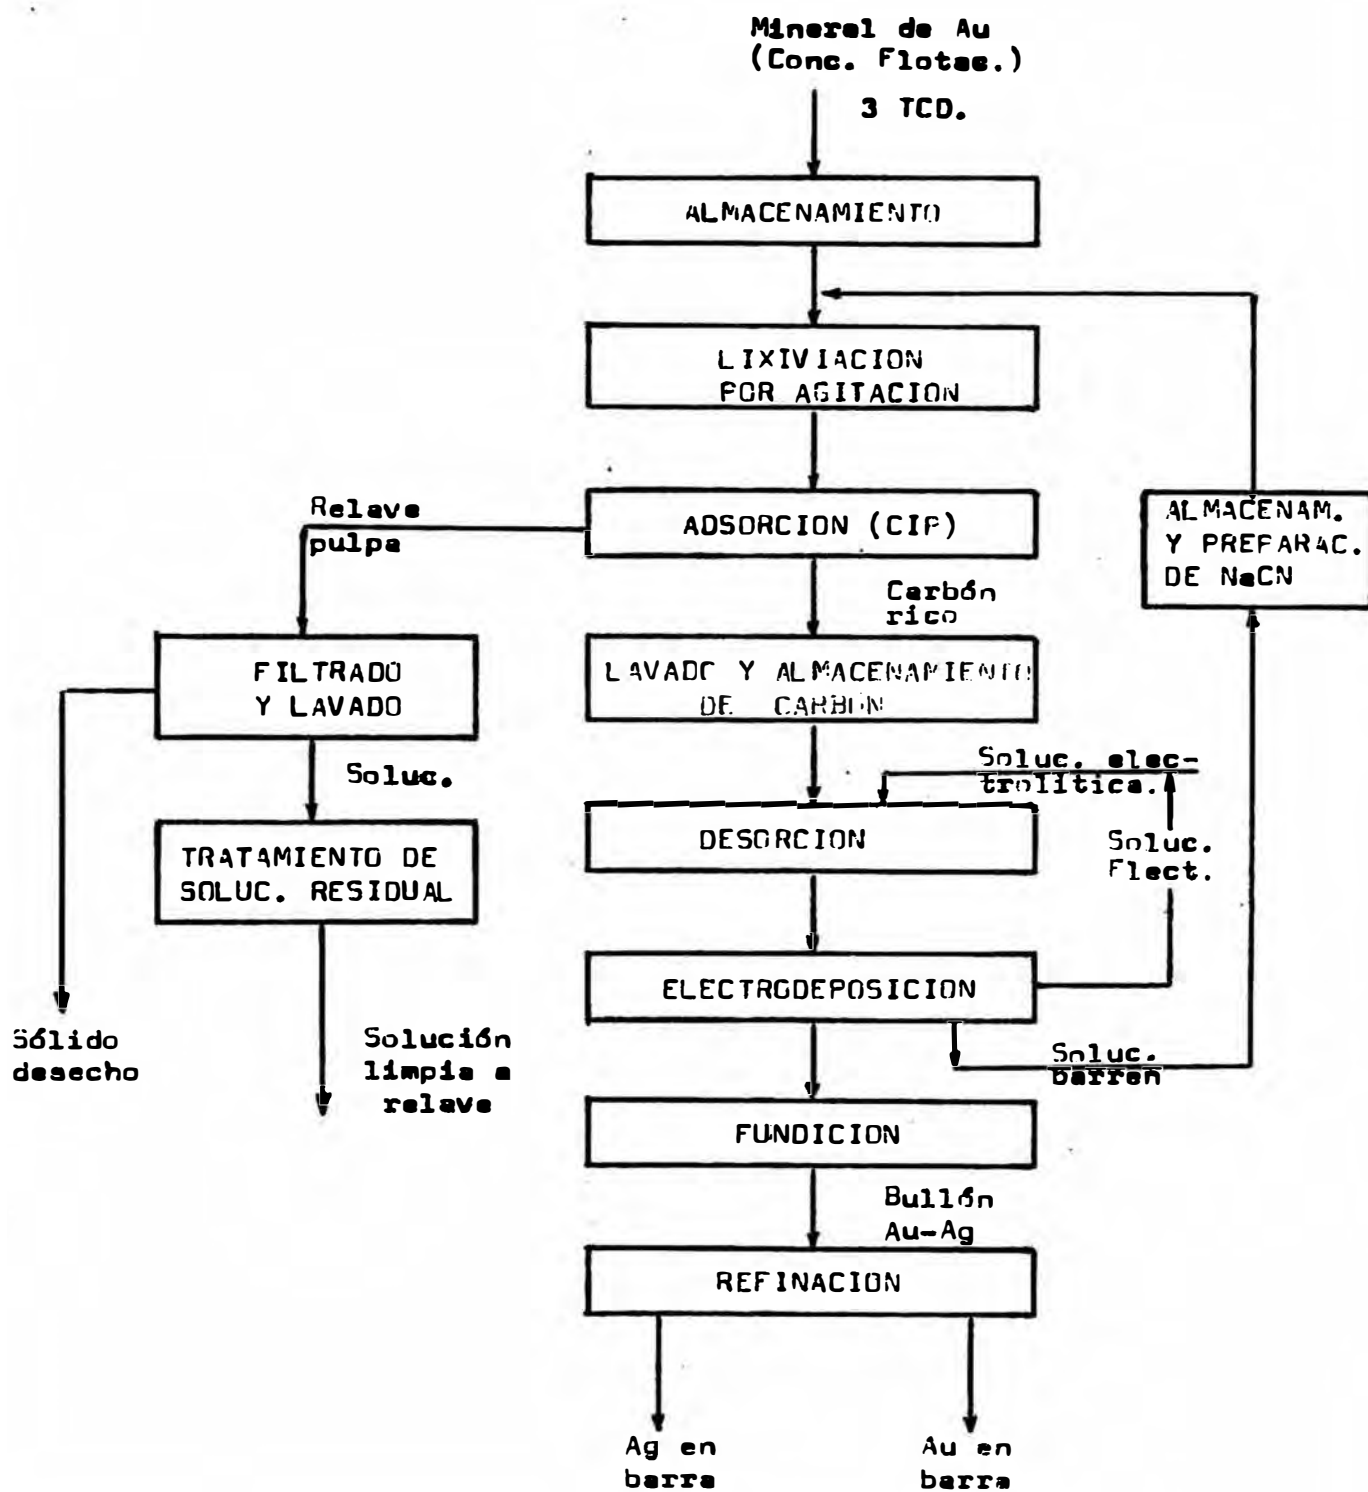 Mineral de Au
(Conc. Flotac.)
3 TCD.
ALMACENAMIENTO
LIXIVIACION
POR AGITACION
Relave
pulpa
ADSORCION (CIP)
ALMACENAM.
Y PREPARAC.
DE NaCN
Carbón
rico
FILTRADO
Y LAVADO
LAVADO Y ALMACENAMIENTO
DE CARBON
Soluc.
Soluc. elec-
trolítica.
TRATAMIENTO DE
SOLUC. RESIDUAL
DESORCION
Soluc.
Elect.
ELECTRODEPOSICION
Sólido
desecho
Solución
limpia a
relave
Soluc.
barren
FUNDICION
Bullón
Au-Ag
REFINACION
Ag en
barra
Au en
barra